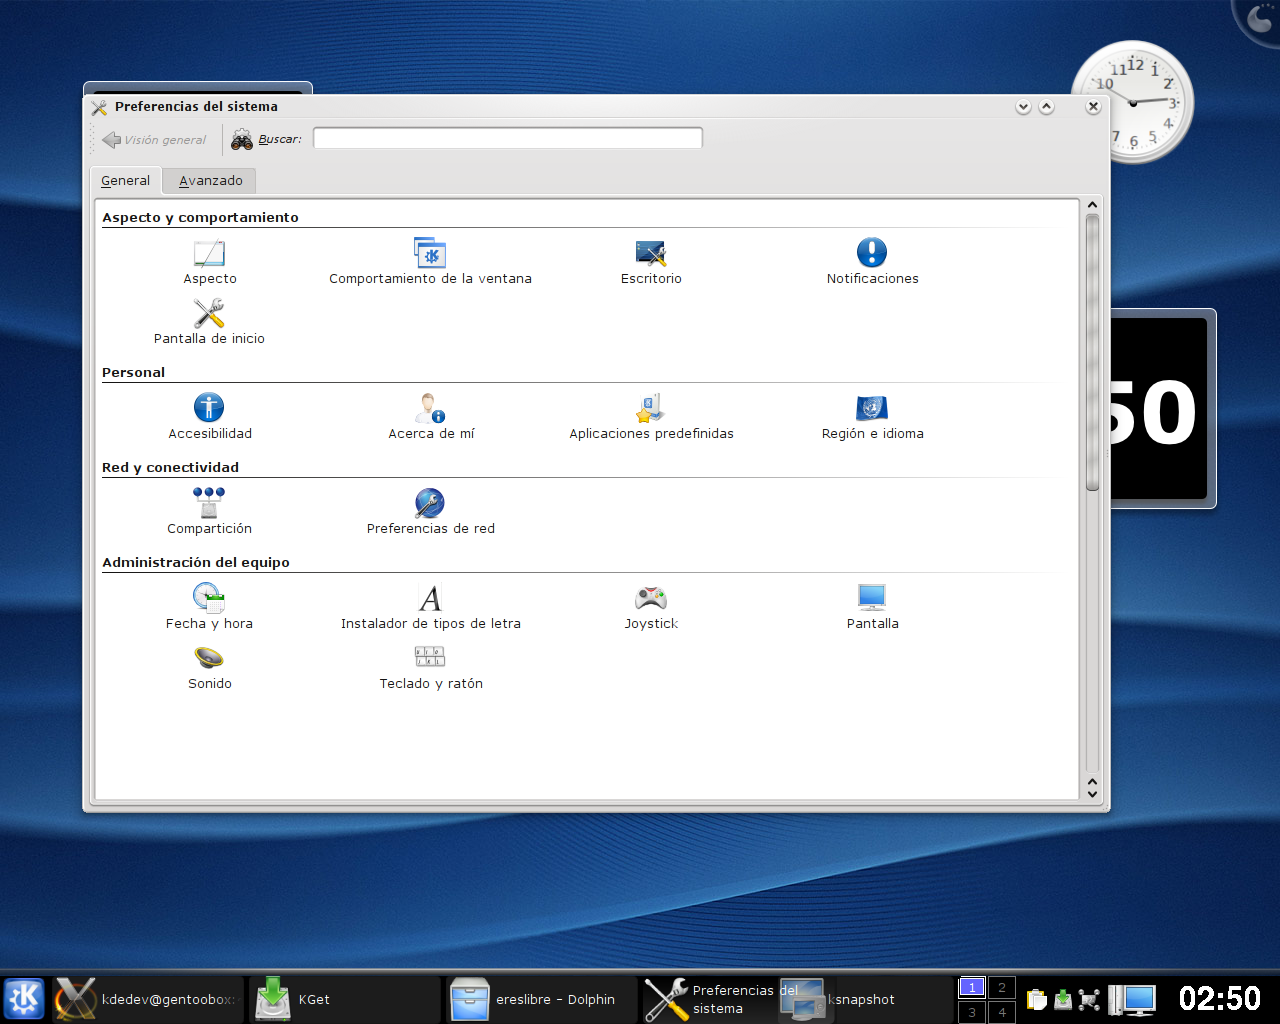 Preferencias del sistema
Visión general
Buscar:
General
Avanzado
Aspecto y comportamiento
Aspecto
Comportamiento de la ventana
Escritorio
Notificaciones
Pantalla de inicio
Personal
Accesibilidad
Acerca de mí
Aplicaciones predefinidas
Región e idioma
Red y conectividad
Compartición
Preferencias de red
Administración del equipo
Fecha y hora
Instalador de tipos de letra
Joystick
Pantalla
Sonido
Teclado y ratón
11 12 1
10 2
3
4
7 6 5
50
kdedev@gentoobox:
KGet
ereslibre - Dolphin
Preferencias del
sistema
ksnapshot
1 2
3 4
02:50